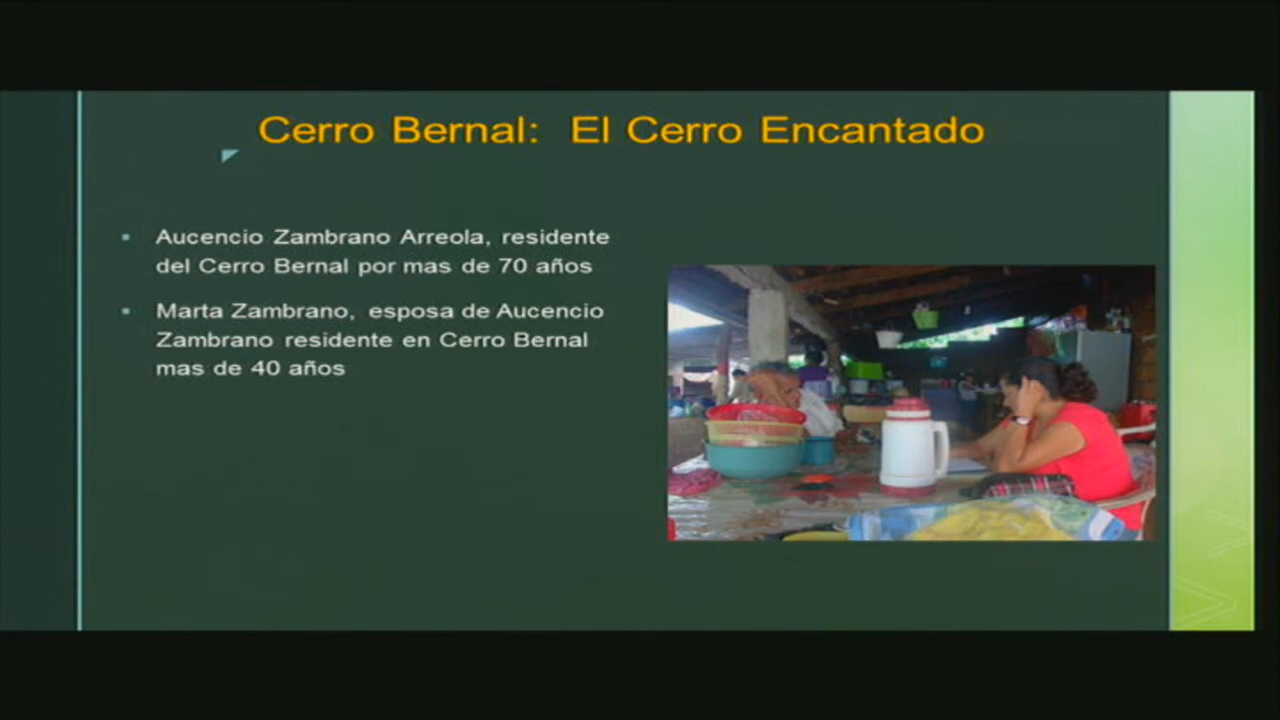 Cerro Bernal: El Cerro Encantado
Aucencio Zambrano Arreola, residente
del Cerro Bernal por mas de 70 años
Marta Zambrano, esposa de Aucencio
Zambrano residente en Cerro Bernal
mas de 40 años